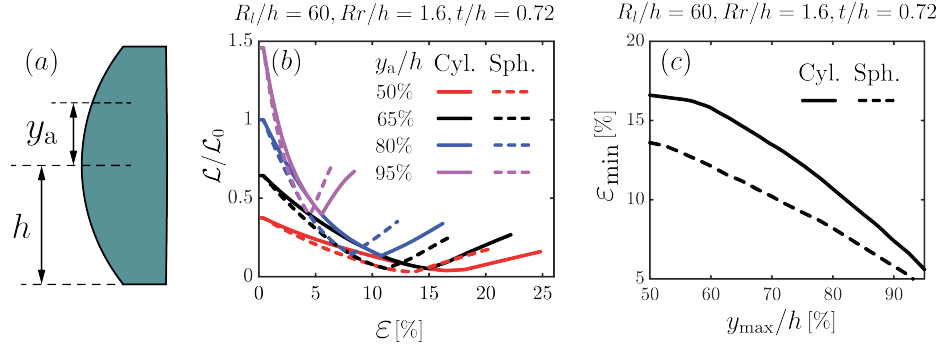 R_l/h = 60, Rr/h = 1.6, t/h = 0.72
R_l/h = 60, Rr/h = 1.6, t/h = 0.72
(a)
y_a
h
(b)
y_a/h Cyl. Sph.
50%
65%
80%
95%
1.5
1
0.5
0
0 5 10 15 20 25
ℒ/ℒ_0
ε [%]
(c)
Cyl. Sph.
20
15
10
5
50 60 70 80 90
ε_min [%]
y_max/h [%]